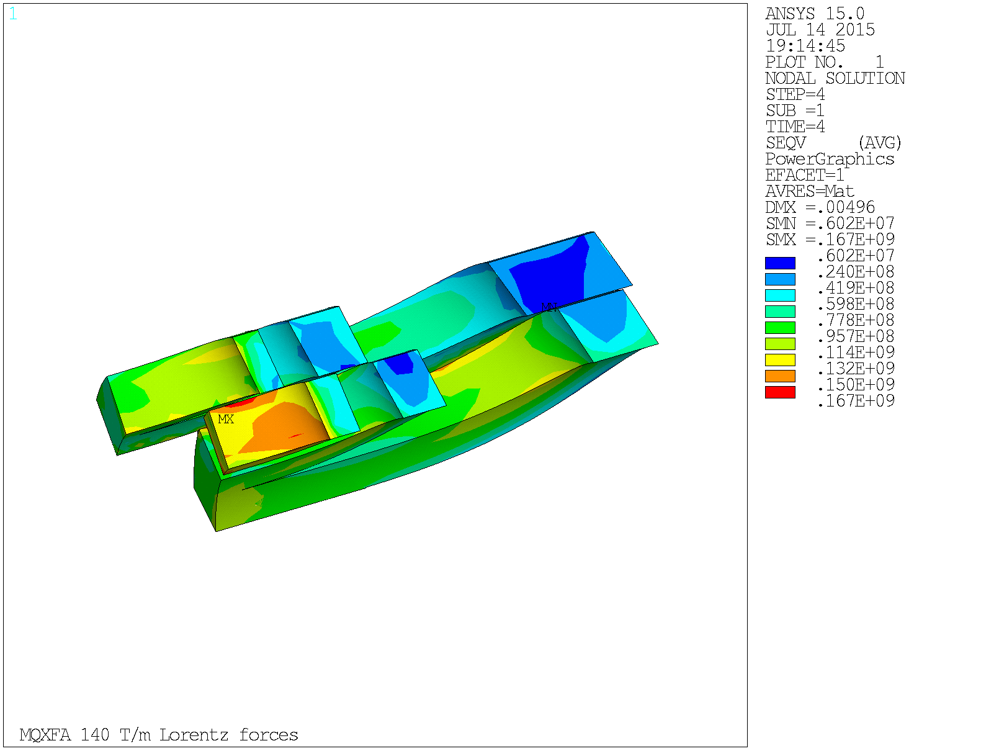 1
ANSYS 15.0
JUL 14 2015
19:14:45
PLOT NO.   1
NODAL SOLUTION
STEP=4
SUB =1
TIME=4
SEQV     (AVG)
PowerGraphics
EFACET=1
AVRES=Mat
DMX =.00496
SMN =.602E+07
SMX =.167E+09
.602E+07
.240E+08
.419E+08
.598E+08
.778E+08
.957E+08
.114E+09
.132E+09
.150E+09
.167E+09
MN
MX
MQXFA 140 T/m Lorentz forces